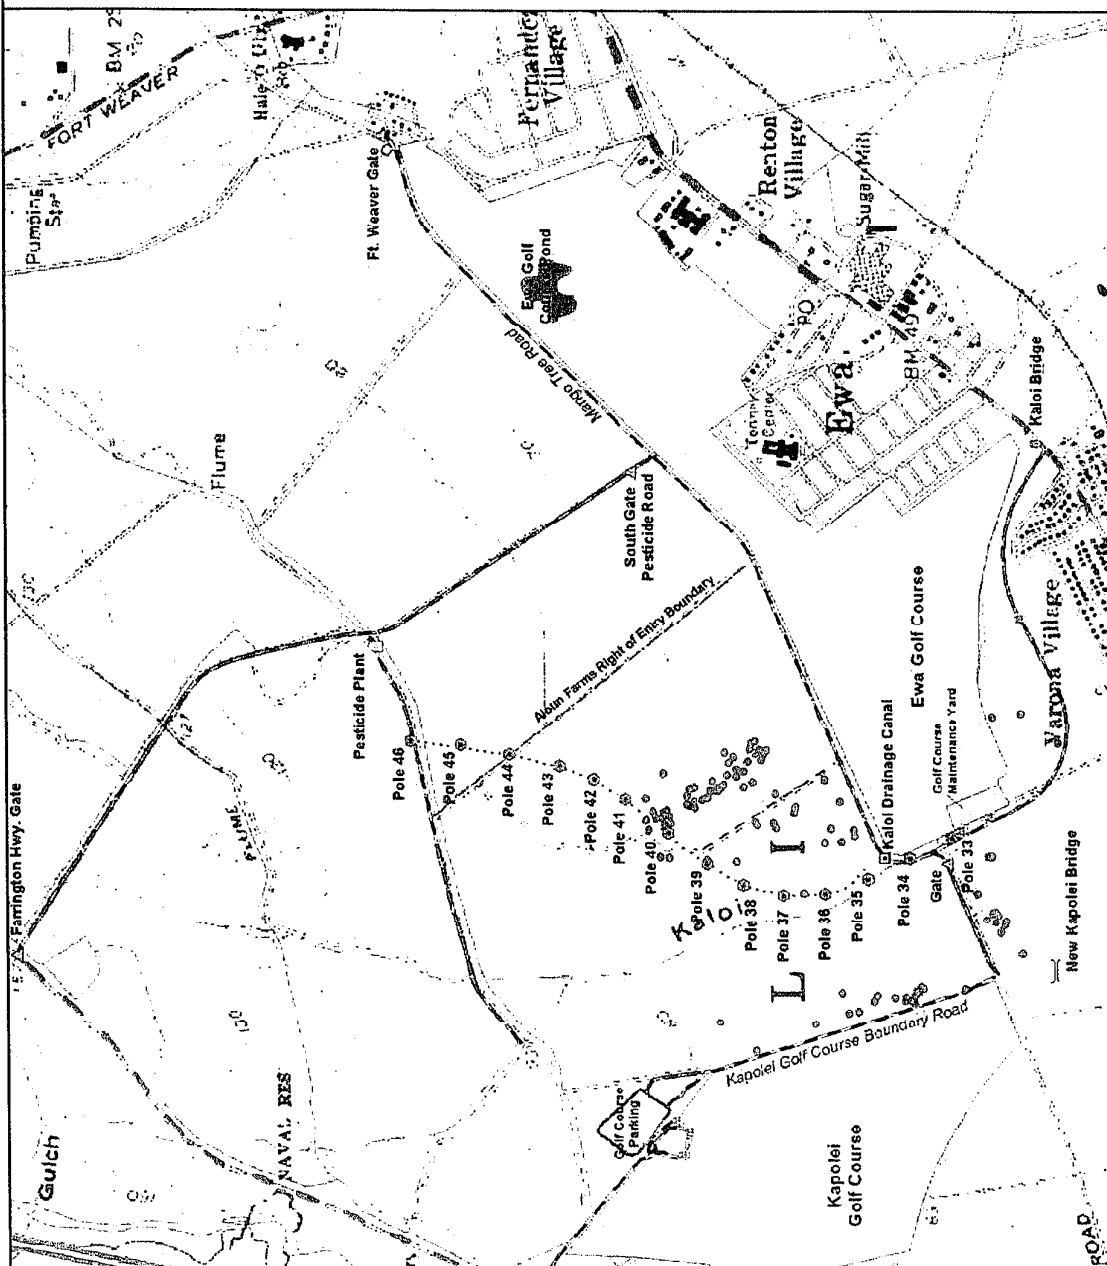 BM 29
FORT WEAVER
Pumping
Sta
Fernandez
Village
Ft. Weaver Gate
Renton
Village
Sugar Mill
Ewa Golf
Course Pond
Mango Tree Road
PO
BM 49
Ewa
Tenney
Center
Kaloi Bridge
Flume
South Gate
Pesticide Road
Pesticide Plant
Aloun Farms Right of Entry Boundary
Ewa Golf Course
Varona Village
Golf Course
Maintenance Yard
Kaloi Drainage Canal
Farrington Hwy. Gate
FLUME
Pole 46
Pole 45
Pole 44
Pole 43
Pole 42
Pole 41
Pole 40
Pole 39
Pole 38
Pole 37
Pole 36
Pole 35
Pole 34
Gate
Pole 33
Kaloi
L I
New Kapolei Bridge
Kapolei Golf Course Boundary Road
Golf Course
Parking
Kapolei
Golf Course
NAVAL RES
Gulch
ROAD